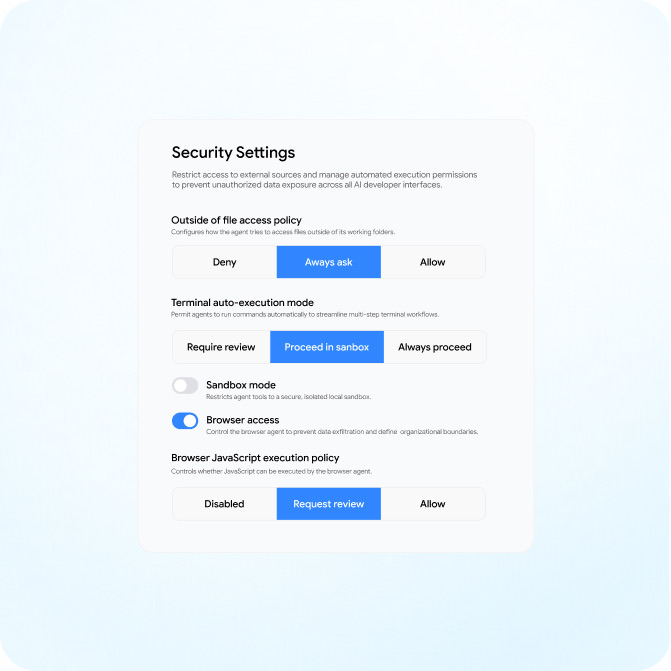 Security Settings
Restrict access to external sources and manage automated execution permissions
to prevent unauthorized data exposure across all AI developer interfaces.
Outside of file access policy
Configures how the agent tries to access files outside of its working folders.
Deny Aways ask Allow
Terminal auto-execution mode
Permit agents to run commands automatically to streamline multi-step terminal workflows.
Require review Proceed in sanbox Always proceed
Sandbox mode
Restricts agent tools to a secure, isolated local sandbox.
Browser access
Control the browser agent to prevent data exfiltration and define organizational boundaries.
Browser JavaScript execution policy
Controls whether JavaScript can be executed by the browser agent.
Disabled Request review Allow